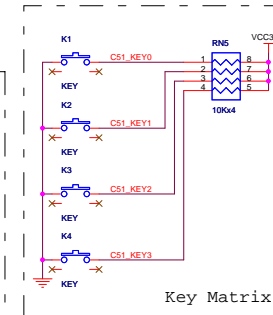 K1
C51_KEY0
KEY
K2
C51_KEY1
KEY
K3
C51_KEY2
KEY
K4
C51_KEY3
KEY
RN5
VCC3
1 8
2 7
3 6
4 5
10Kx4
Key Matrix